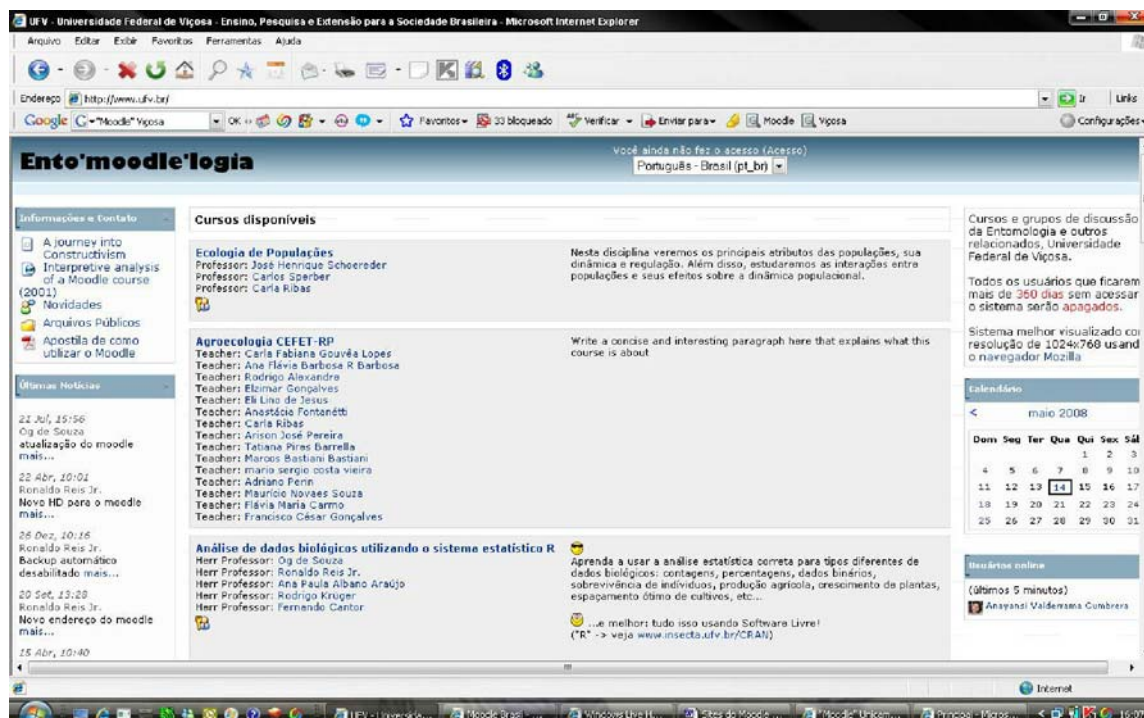 UFV - Universidade Federal de Viçosa - Ensino, Pesquisa e Extensão para a Sociedade Brasileira - Microsoft Internet Explorer
Arquivo Editar Exibir Favoritos Ferramentas Ajuda
Endereço http://www.ufv.br/ Ir Links
Google "Moodle" Viçosa OK Favoritos 33 bloqueado Verificar Enviar para Moodle Viçosa Configurações
Ento'moodle'logia
Você ainda não fez o acesso (Acesso)
Português - Brasil (pt_br)
Informações e Contato
A journey into
Constructivism
Interpretive analysis
of a Moodle course
(2001)
Novidades
Arquivos Públicos
Apostila de como
utilizar o Moodle
Últimas Notícias
21 Jul, 15:56
Og de Souza
atualização do moodle
mais...
22 Abr, 10:01
Ronaldo Reis Jr.
Novo HD para o moodle
mais...
26 Dez, 10:16
Ronaldo Reis Jr.
Backup automático
desabilitado mais...
20 Set, 13:28
Ronaldo Reis Jr.
Novo endereço do moodle
mais...
15 Abr, 10:40
Cursos disponíveis
Ecologia de Populações
Professor: José Henrique Schoereder
Professor: Carlos Sperber
Professor: Carla Ribas
Nesta disciplina veremos os principais atributos das populações, sua
dinâmica e regulação. Além disso, estudaremos as interações entre
populações e seus efeitos sobre a dinâmica populacional.
Agroecologia CEFET-RP
Teacher: Carla Fabiana Gouvêa Lopes
Teacher: Ana Flávia Barbosa R Barbosa
Teacher: Rodrigo Alexandre
Teacher: Elzimar Gonçalves
Teacher: Eli Lino de Jesus
Teacher: Anastácia Fontanétti
Teacher: Carla Ribas
Teacher: Arison José Pereira
Teacher: Tatiana Pires Barrella
Teacher: Marcos Bastiani Bastiani
Teacher: mario sergio costa vieira
Teacher: Adriano Perin
Teacher: Maurício Novaes Souza
Teacher: Flávia Maria Carmo
Teacher: Francisco César Gonçalves
Write a concise and interesting paragraph here that explains what this
course is about
Análise de dados biológicos utilizando o sistema estatístico R
Herr Professor: Og de Souza
Herr Professor: Ronaldo Reis Jr.
Herr Professor: Ana Paula Albano Araújo
Herr Professor: Rodrigo Krüger
Herr Professor: Fernando Cantor
Aprenda a usar a análise estatística correta para tipos diferentes de
dados biológicos: contagens, percentagens, dados binários,
sobrevivência de indivíduos, produção agrícola, crescimento de plantas,
espaçamento ótimo de cultivos, etc...
...e melhor: tudo isso usando Software Livre!
("R" -> veja www.insecta.ufv.br/CRAN)
Cursos e grupos de discussão
da Entomologia e outros
relacionados, Universidade
Federal de Viçosa.
Todos os usuários que ficarem
mais de 360 dias sem acessar
o sistema serão apagados.
Sistema melhor visualizado co
resolução de 1024x768 usand
o navegador Mozilla
Calendário
< maio 2008
Dom Seg Ter Qua Qui Sex Sáb
1 2 3
4 5 6 7 8 9 10
11 12 13 14 15 16 17
18 19 20 21 22 23 24
25 26 27 28 29 30 31
Usuários online
(últimos 5 minutos)
Anayansi Valderrama Cumbrera
Internet
UFV - Universida... Moodle Brasil - ... Windows Live H... Sites do Moodle ... "Moodle" Unicam... Principal - Micros...